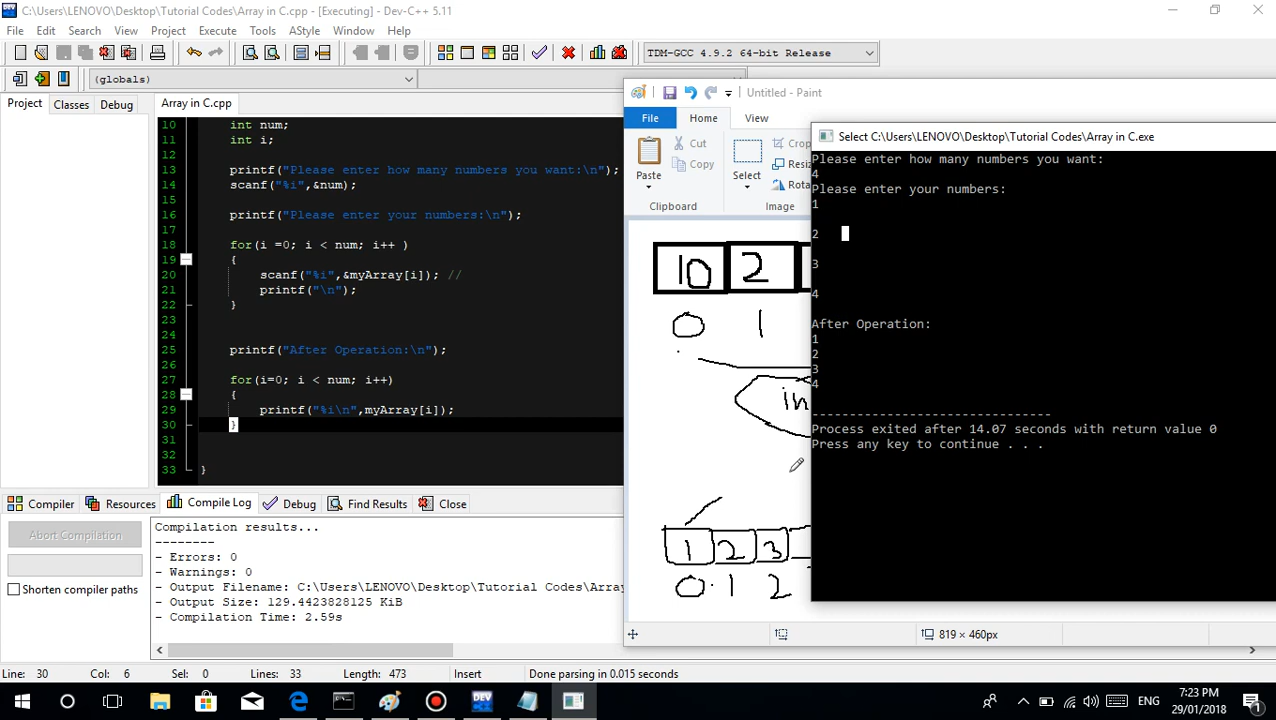 C:\Users\LENOVO\Desktop\Tutorial Codes\Array in C.cpp - [Executing] - Dev-C++ 5.11
File Edit Search View Project Execute Tools AStyle Window Help
TDM-GCC 4.9.2 64-bit Release
(globals)
Project Classes Debug
Array in C.cpp
10 int num;
11 int i;
12
13 printf("Please enter how many numbers you want:\n");
14 scanf("%i",&num);
15
16 printf("Please enter your numbers:\n");
17
18 for(i =0; i < num; i++ )
19 {
20 scanf("%i",&myArray[i]); //
21 printf("\n");
22 }
23
24
25 printf("After Operation:\n");
26
27 for(i=0; i < num; i++)
28 {
29 printf("%i\n",myArray[i]);
30 }
31
32
33 }
Untitled - Paint
File Home View
Paste
Cut
Copy
Clipboard
Select
Image
10 2
0 1
in
1 2 3
0 1 2
819 × 460px
Select C:\Users\LENOVO\Desktop\Tutorial Codes\Array in C.exe
Please enter how many numbers you want:
4
Please enter your numbers:
1
2
3
4
After Operation:
1
2
3
4
--------------------------------
Process exited after 14.07 seconds with return value 0
Press any key to continue . . .
Compiler Resources Compile Log Debug Find Results Close
Abort Compilation
Shorten compiler paths
Compilation results...
--------
- Errors: 0
- Warnings: 0
- Output Filename: C:\Users\LENOVO\Desktop\Tutorial Codes\Array
- Output Size: 129.4423828125 KiB
- Compilation Time: 2.59s
Line: 30 Col: 6 Sel: 0 Lines: 33 Length: 473 Insert Done parsing in 0.015 seconds
DEV
ENG
7:23 PM
29/01/2018